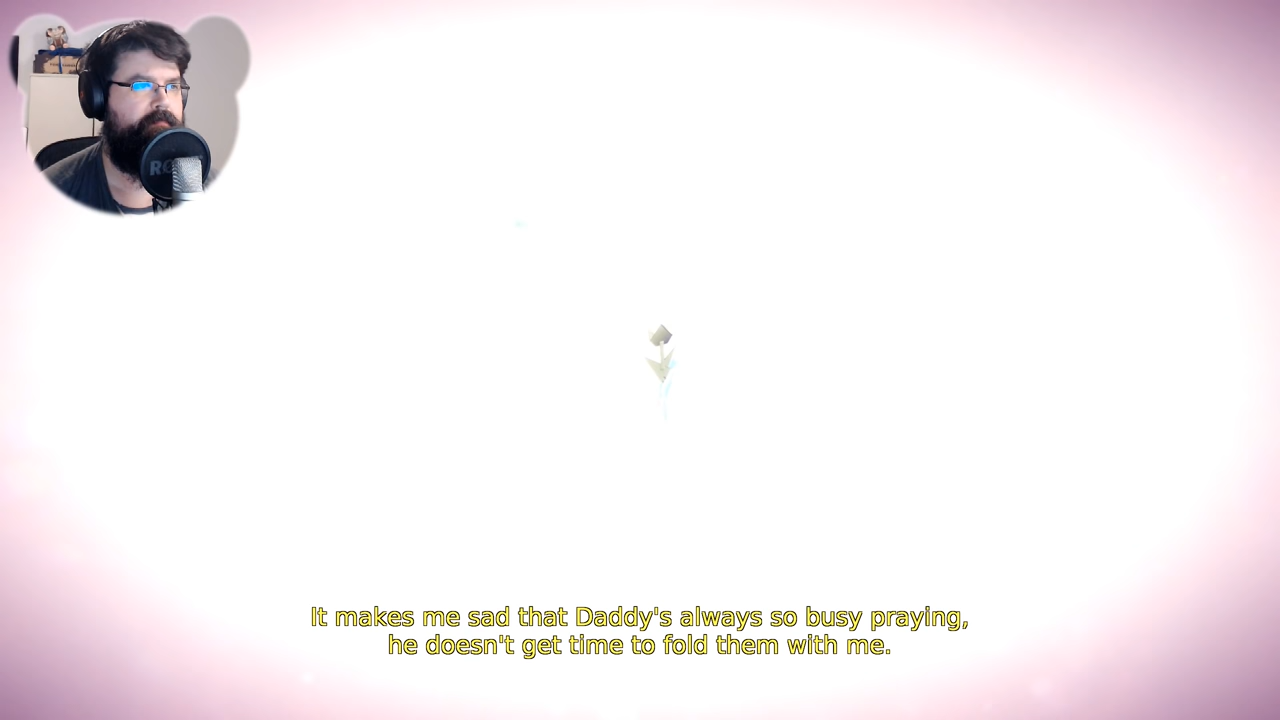 It makes me sad that Daddy's always so busy praying,
he doesn't get time to fold them with me.